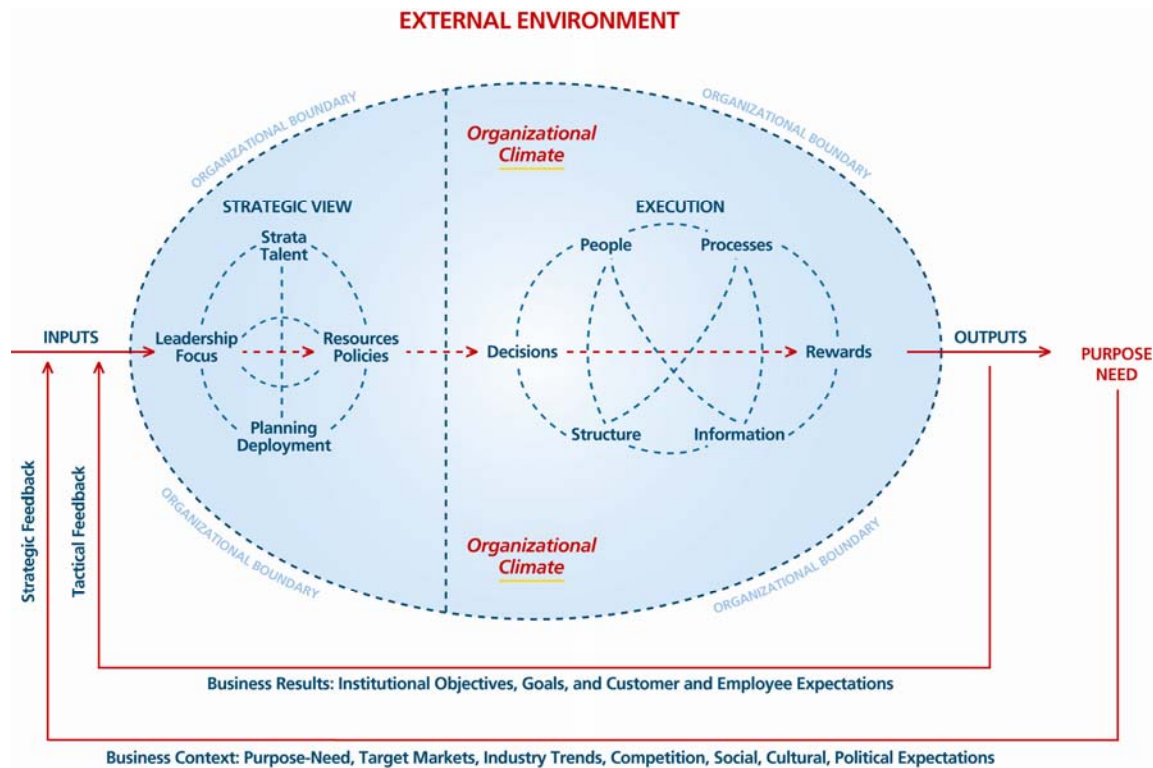 EXTERNAL ENVIRONMENT
ORGANIZATIONAL BOUNDARY
ORGANIZATIONAL BOUNDARY
Organizational
Climate
STRATEGIC VIEW
Strata
Talent
Leadership
Focus
Resources
Policies
Planning
Deployment
EXECUTION
People
Processes
Decisions
Rewards
Structure
Information
INPUTS
OUTPUTS
PURPOSE
NEED
Organizational
Climate
ORGANIZATIONAL BOUNDARY
ORGANIZATIONAL BOUNDARY
Strategic Feedback
Tactical Feedback
Business Results: Institutional Objectives, Goals, and Customer and Employee Expectations
Business Context: Purpose-Need, Target Markets, Industry Trends, Competition, Social, Cultural, Political Expectations